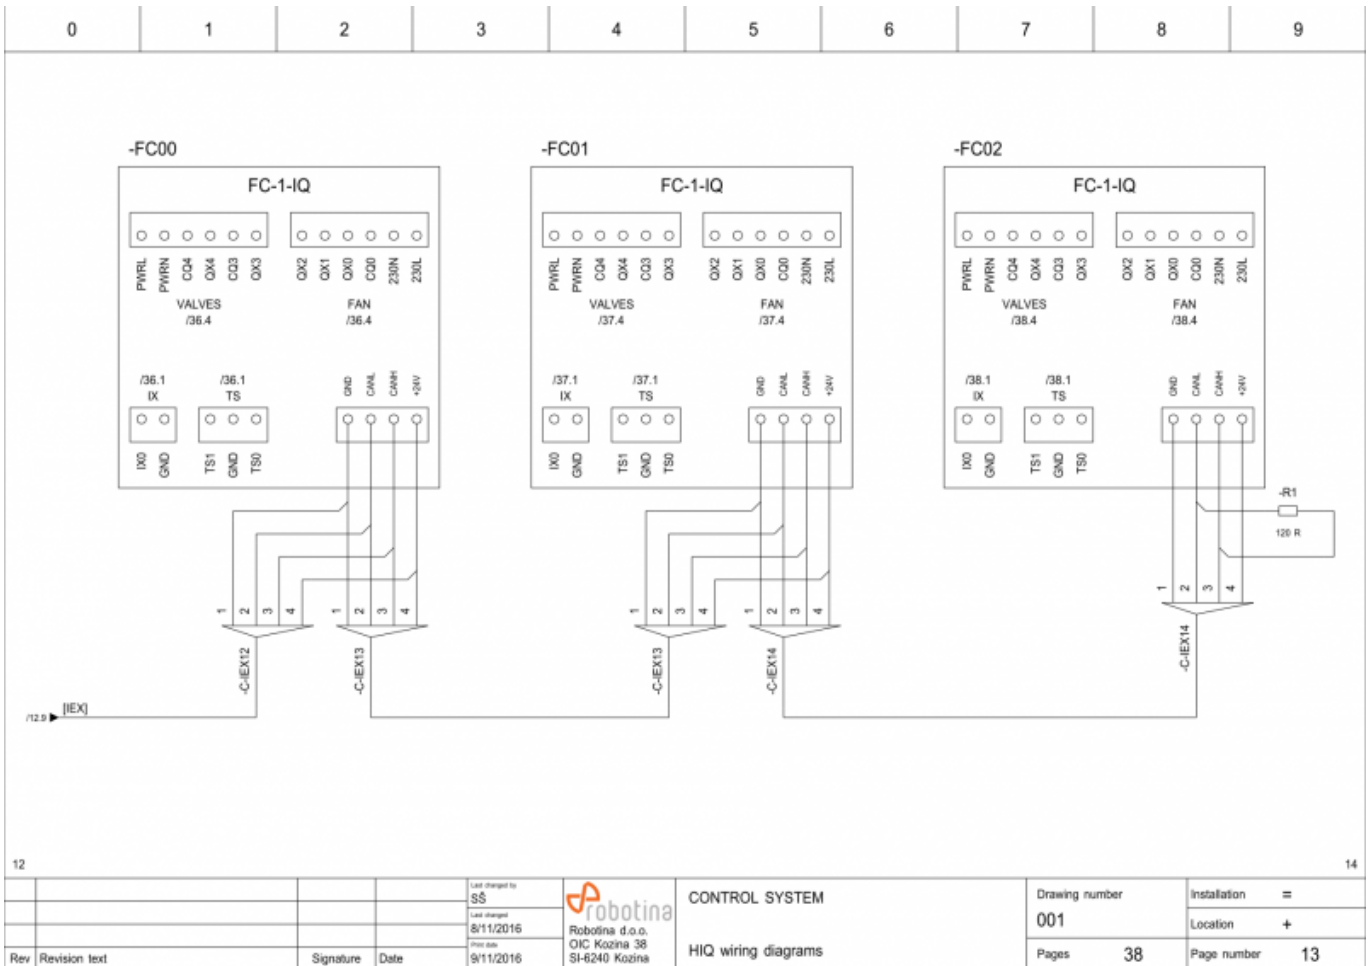 0 1 2 3 4 5 6 7 8 9
-FC00 -FC01 -FC02
FC-1-IQ FC-1-IQ FC-1-IQ
PWRL PWRN CQ4 QX4 CQ3 QX3 QX2 QX1 QX0 CQ0 230N 230L
PWRL PWRN CQ4 QX4 CQ3 QX3 QX2 QX1 QX0 CQ0 230N 230L
PWRL PWRN CQ4 QX4 CQ3 QX3 QX2 QX1 QX0 CQ0 230N 230L
VALVES FAN VALVES FAN VALVES FAN
/36.4 /36.4 /37.4 /37.4 /38.4 /38.4
/36.1 /36.1 GND CANL CANH +24V /37.1 /37.1 GND CANL CANH +24V /38.1 /38.1 GND CANL CANH +24V
IX TS IX TS IX TS
IX0 GND TS1 GND TS0 IX0 GND TS1 GND TS0 IX0 GND TS1 GND TS0
-R1
120 R
1 2 3 4
1 2 3 4 1 2 3 4 1 2 3 4 1 2 3 4
-C-IEX12 -C-IEX13 -C-IEX13 -C-IEX14 -C-IEX14
/12.9 [IEX]
12 14
Last changed by
SŠ
Last changed
8/11/2016
Print date
9/11/2016
Rev Revision text Signature Date
robotina
Robotina d.o.o.
OIC Kozina 38
SI-6240 Kozina
CONTROL SYSTEM
HIQ wiring diagrams
Drawing number
001
Pages 38
Installation =
Location +
Page number 13